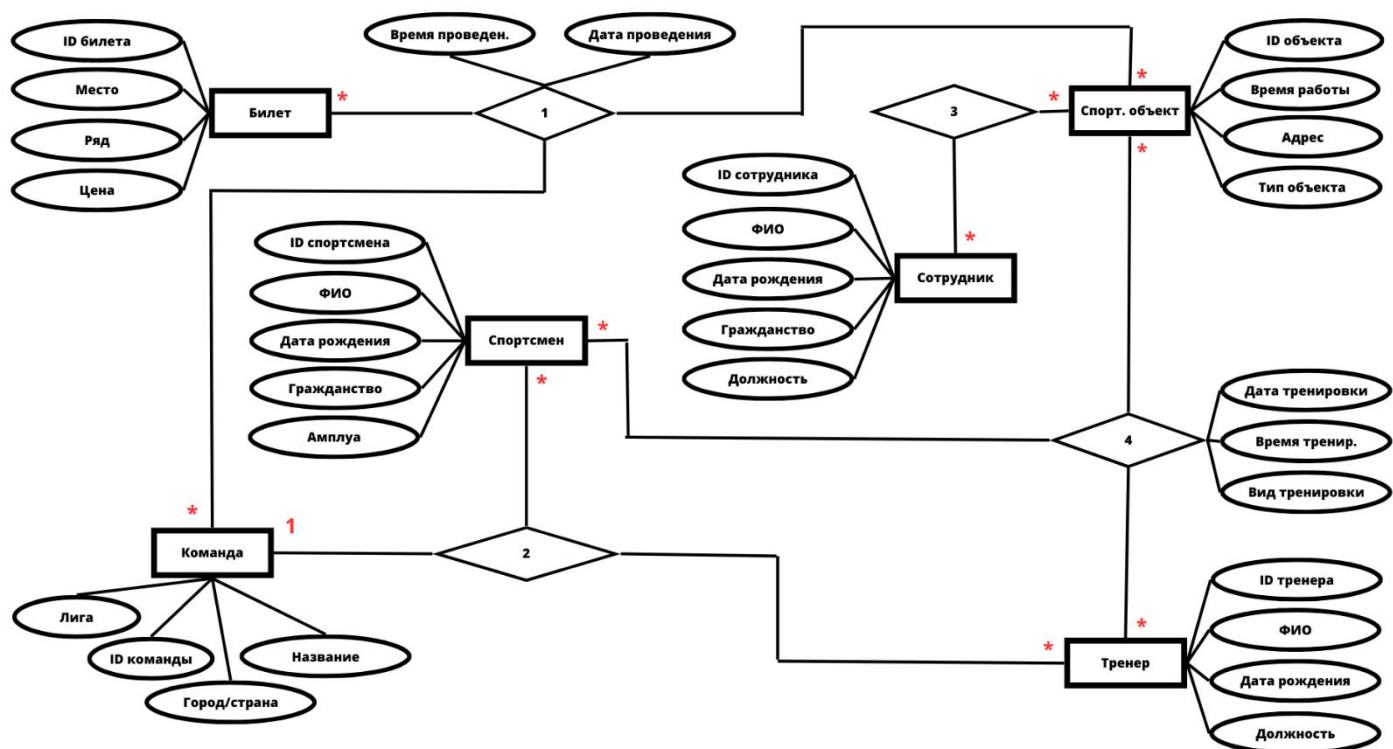 ID билета
Место
Ряд
Цена
Билет
*
Время проведен.
Дата проведения
1
*
Спорт. объект
*
*
ID объекта
Время работы
Адрес
Тип объекта
3
ID сотрудника
ФИО
Дата рождения
Гражданство
Должность
*
Сотрудник
ID спортсмена
ФИО
Дата рождения
Гражданство
Амплуа
Спортсмен
*
*
4
Дата тренировки
Время тренир.
Вид тренировки
*
1
Команда
2
Лига
ID команды
Город/страна
Название
*
*
Тренер
ID тренера
ФИО
Дата рождения
Должность